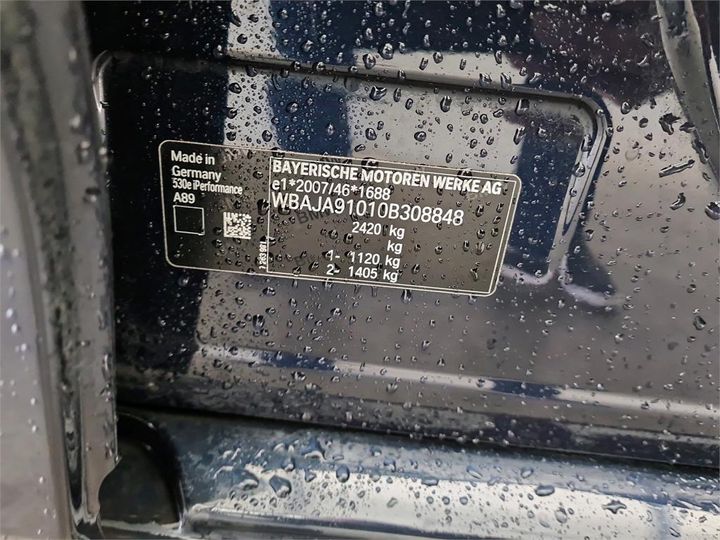 Made in
Germany
530e iPerformance
A89
BAYERISCHE MOTOREN WERKE AG
e1*2007/46*1688
WBAJA91010B308848
2420 kg
kg
1- 1120 kg
2- 1405 kg